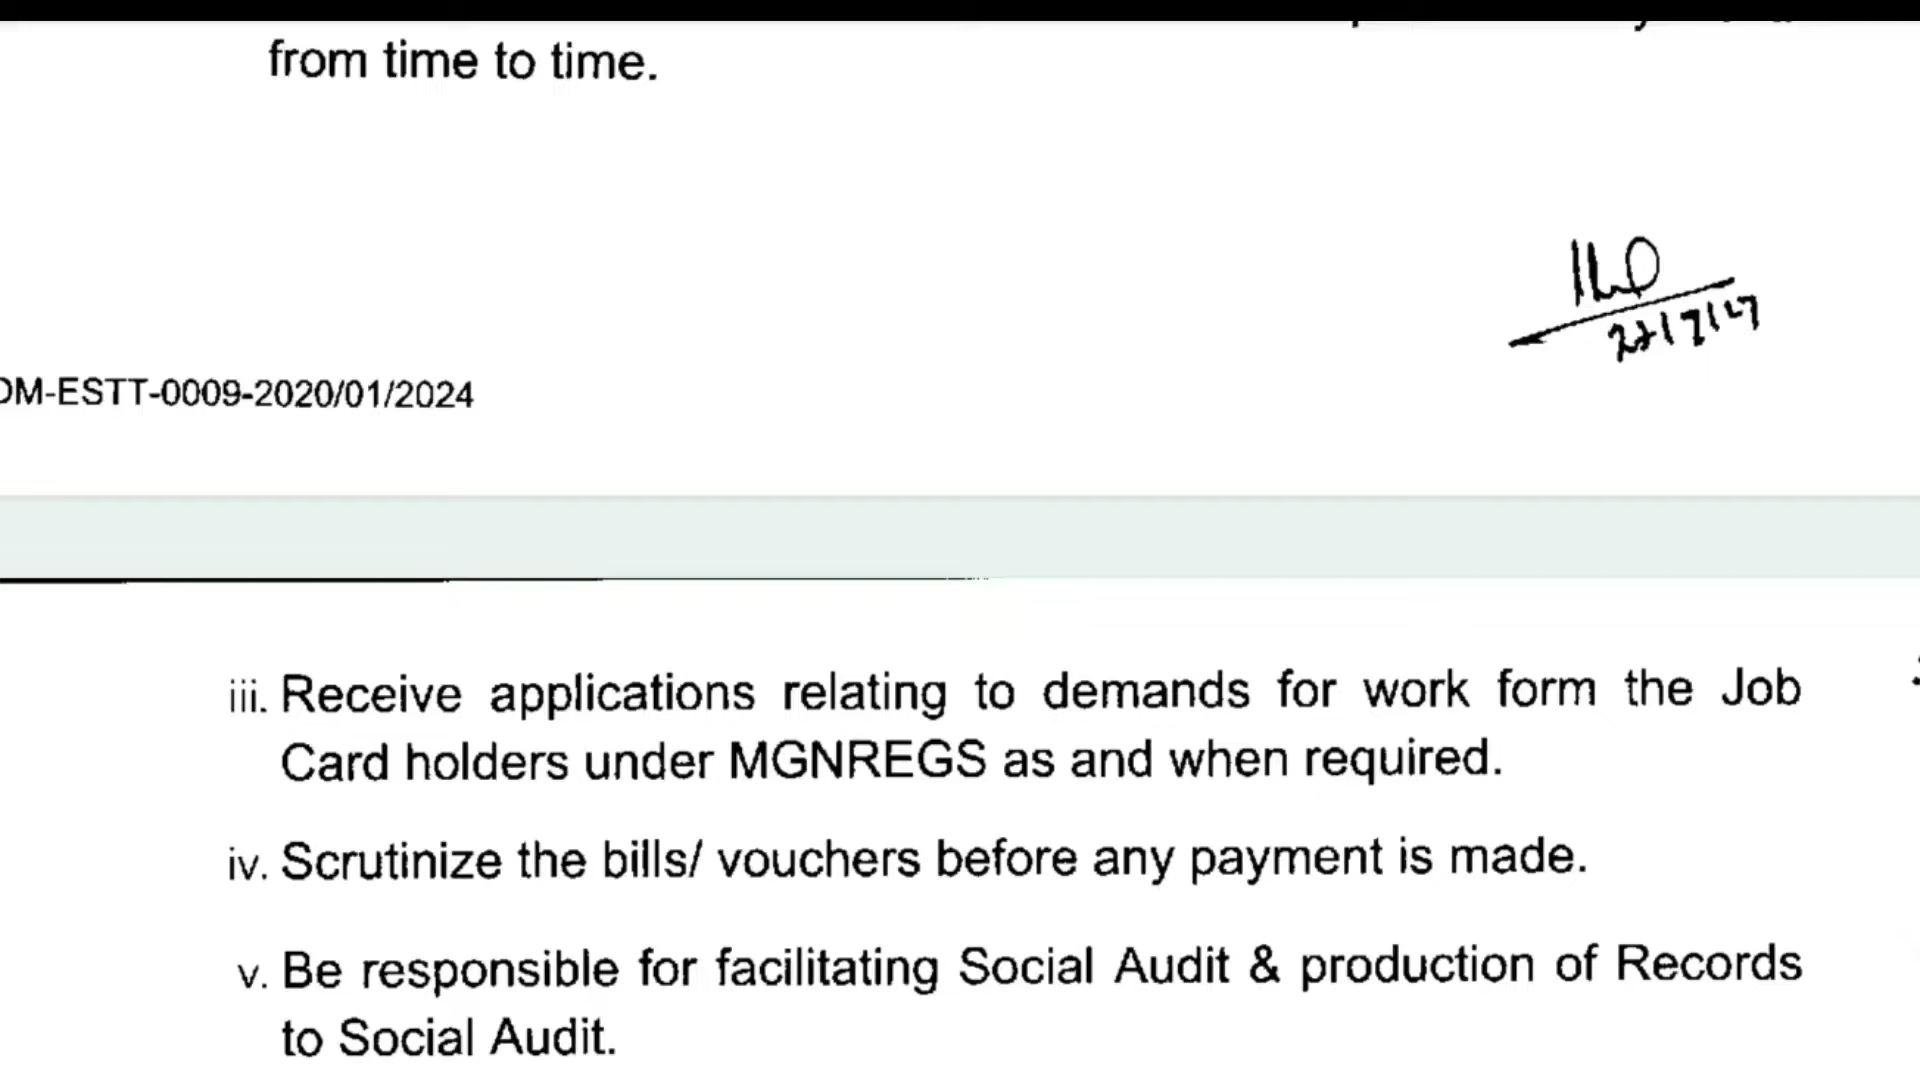 from time to time.
DM-ESTT-0009-2020/01/2024
iii. Receive applications relating to demands for work form the Job
Card holders under MGNREGS as and when required.
iv. Scrutinize the bills/ vouchers before any payment is made.
v. Be responsible for facilitating Social Audit & production of Records
to Social Audit.